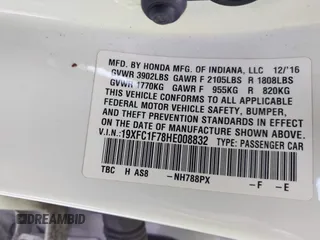 MFD. BY HONDA MFG. OF INDIANA, LLC 12/'16
GVWR 3902LBS GAWR F 2105LBS R 1808LBS
GVWR 1770KG GAWR F 955KG R 820KG
THIS VEHICLE CONFORMS TO ALL APPLICABLE
FEDERAL MOTOR VEHICLE SAFETY, BUMPER,
AND THEFT PREVENTION STANDARDS IN EFFECT
ON THE DATE OF MANUFACTURE SHOWN ABOVE.
V.I.N.:19XFC1F78HE008832 TYPE: PASSENGER CAR
TBC H AS8 -NH788PX -F -E
STAT.VIN